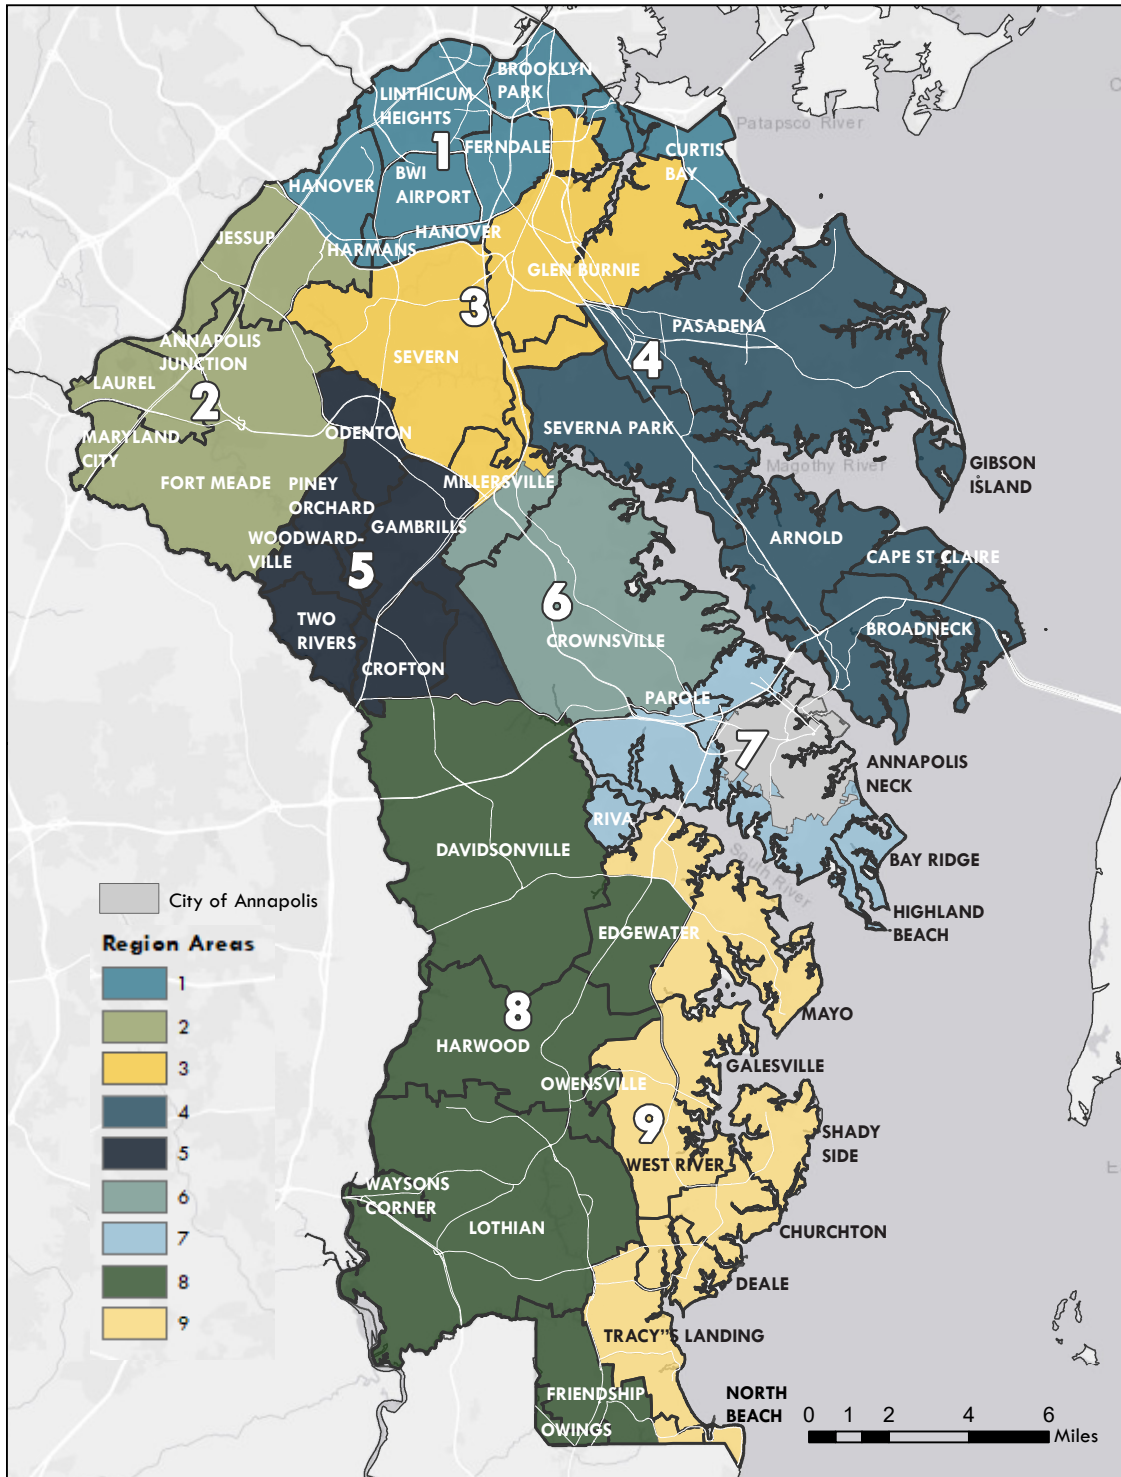 BROOKLYN
PARK
LINTHICUM
HEIGHTS
Patapsco River
1
FERNDALE
CURTIS
BAY
BWI
AIRPORT
HANOVER
HANOVER
JESSUP
HARMANS
GLEN BURNIE
3
PASADENA
ANNAPOLIS
JUNCTION
SEVERN
4
LAUREL
2
SEVERNA PARK
MARYLAND
CITY
ODENTON
Magothy River
GIBSON
ISLAND
FORT MEADE
PINEY
ORCHARD
MILLERSVILLE
GAMBRILLS
WOODWARD-
VILLE
ARNOLD
CAPE ST CLAIRE
5
6
TWO
RIVERS
CROWNSVILLE
BROADNECK
CROFTON
PAROLE
7
ANNAPOLIS
NECK
RIVA
DAVIDSONVILLE
South River
BAY RIDGE
HIGHLAND
BEACH
EDGEWATER
8
MAYO
HARWOOD
GALESVILLE
OWENSVILLE
9
SHADY
SIDE
WEST RIVER
WAYSONS
CORNER
LOTHIAN
CHURCHTON
DEALE
TRACY"S LANDING
FRIENDSHIP
NORTH
BEACH
OWINGS
City of Annapolis
Region Areas
1
2
3
4
5
6
7
8
9
0 1 2 4 6
Miles